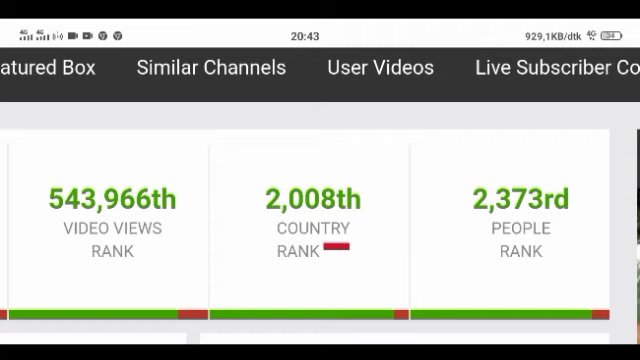 20:43
929,1KB/dtk
atured Box
Similar Channels
User Videos
Live Subscriber Co
543,966th
VIDEO VIEWS
RANK
2,008th
COUNTRY
RANK
2,373rd
PEOPLE
RANK